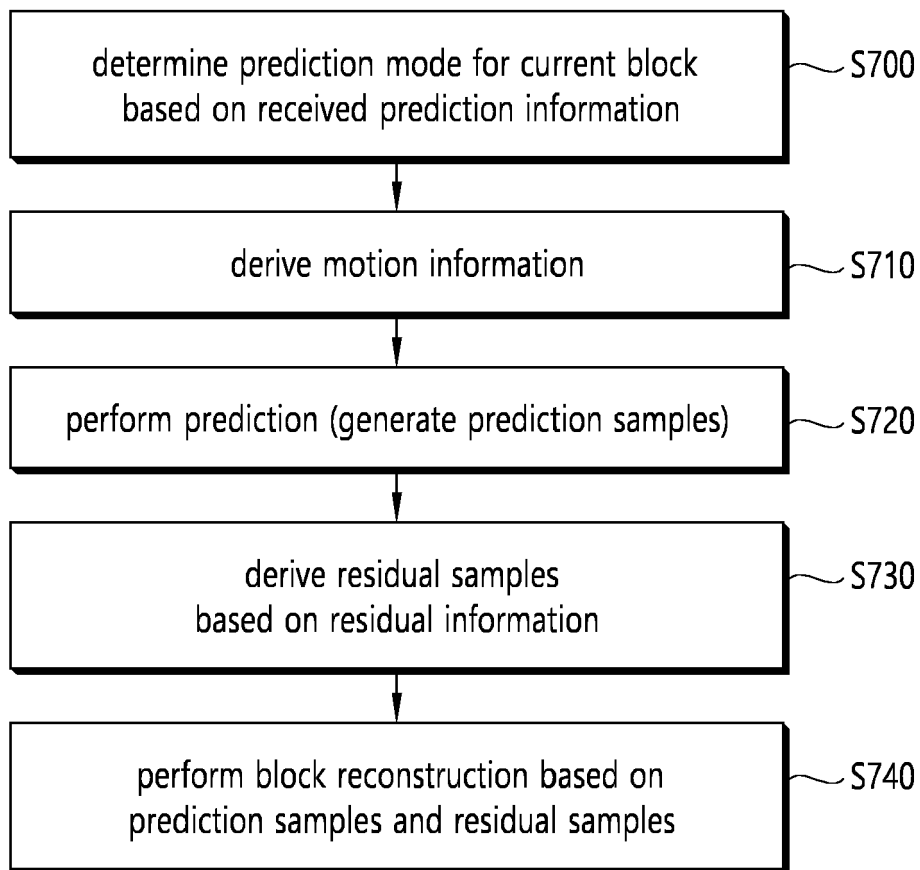 determine prediction mode for current block
based on received prediction information
S700
derive motion information
S710
perform prediction (generate prediction samples)
S720
derive residual samples
based on residual information
S730
perform block reconstruction based on
prediction samples and residual samples
S740